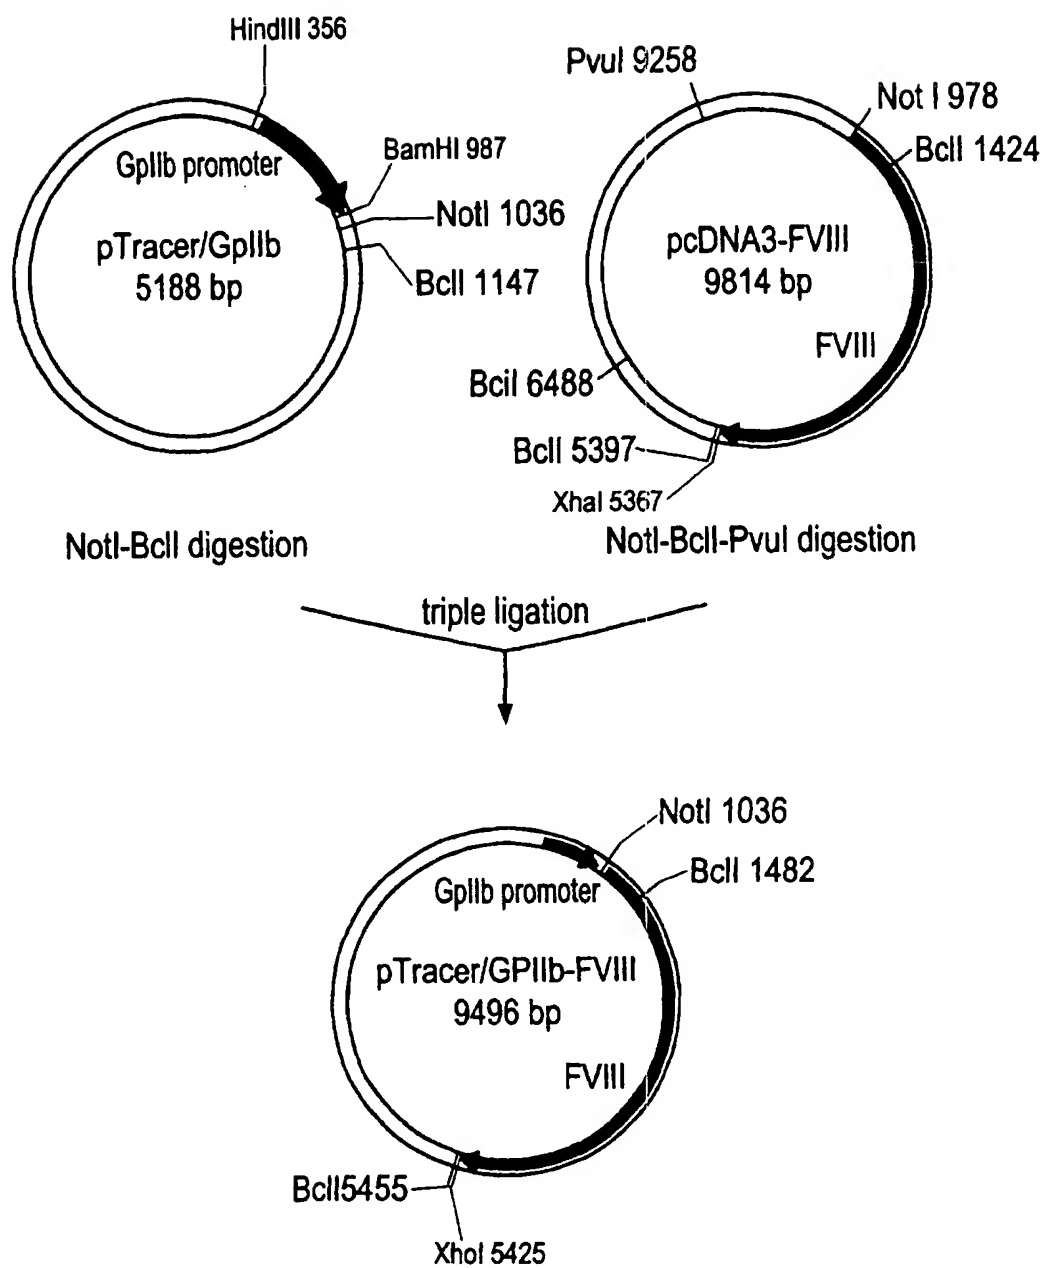 HindIII 356
GpIIb promoter
BamHI 987
NotI 1036
BclI 1147
pTracer/GpIIb
5188 bp
NotI-BclI digestion
PvuI 9258
Not I 978
BclI 1424
pcDNA3-FVIII
9814 bp
FVIII
BciI 6488
BclI 5397
XhaI 5367
NotI-BclI-PvuI digestion
triple ligation
NotI 1036
BclI 1482
GpIIb promoter
pTracer/GPIIb-FVIII
9496 bp
FVIII
BclI5455
XhoI 5425